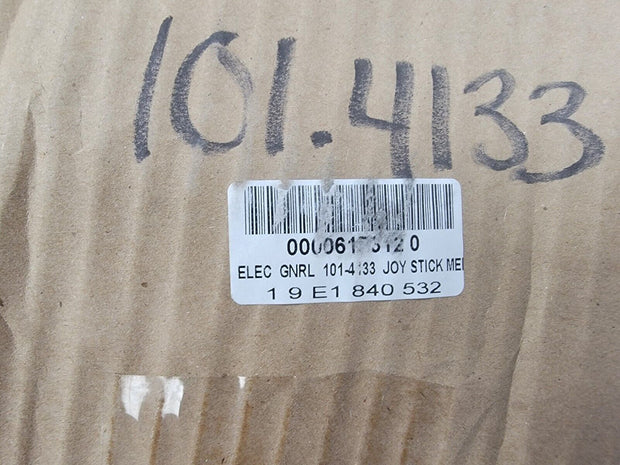 101.4133
ELEC GNRL 101-4133 JOY STICK
1 9 E1 840 532